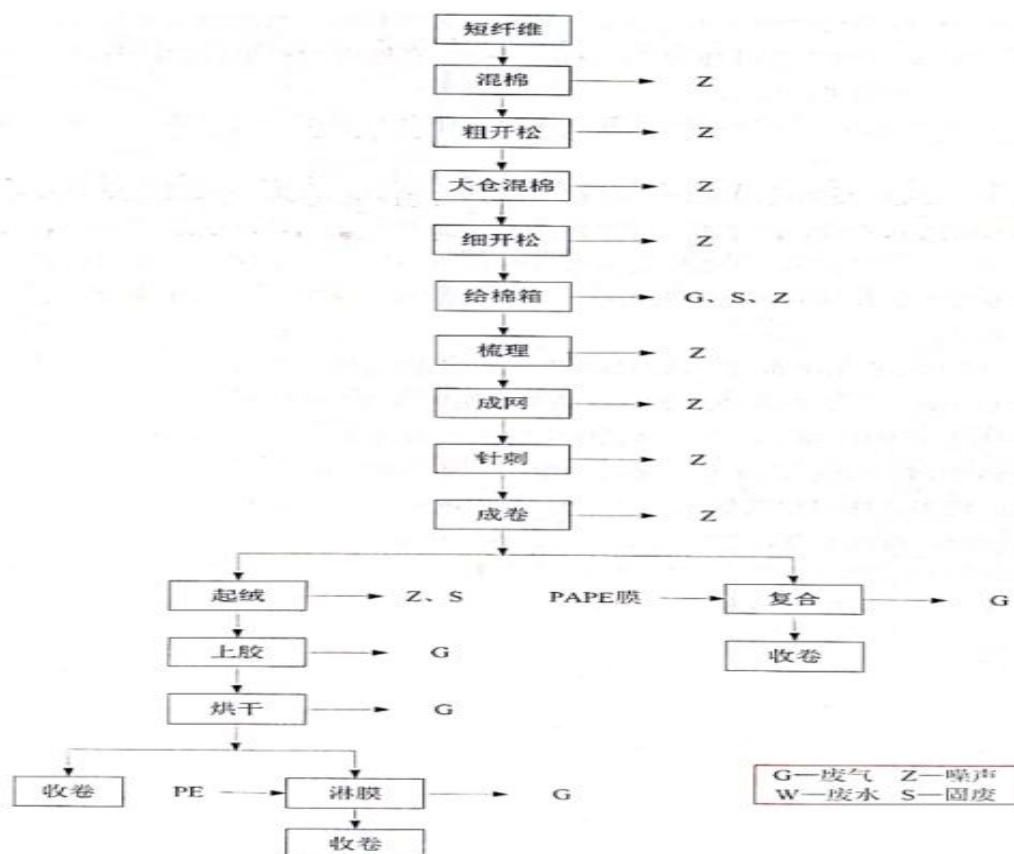 短纤维
混棉 Z
粗开松 Z
大仓混棉 Z
细开松 Z
给棉箱 G、S、Z
梳理 Z
成网 Z
针刺 Z
成卷 Z
起绒 Z、S PAPE膜 复合 G
上胶 G 收卷
烘干 G
收卷 PE 淋膜 G
收卷
G—废气 Z—噪声
W—废水 S—固废